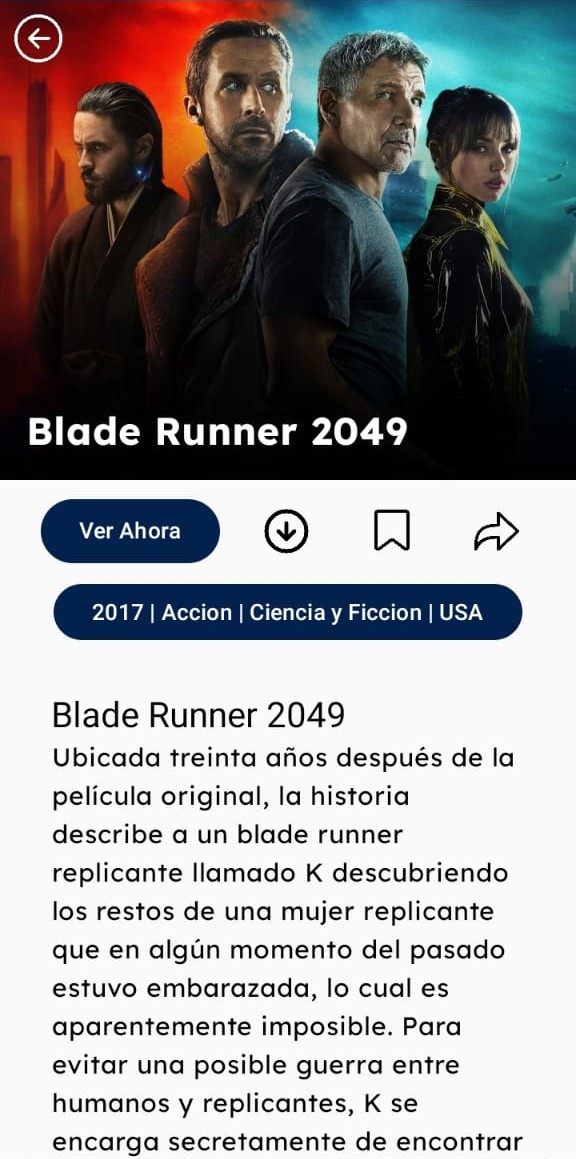 Blade Runner 2049
Ver Ahora
2017 | Accion | Ciencia y Ficcion | USA
Blade Runner 2049
Ubicada treinta años después de la
película original, la historia
describe a un blade runner
replicante llamado K descubriendo
los restos de una mujer replicante
que en algún momento del pasado
estuvo embarazada, lo cual es
aparentemente imposible. Para
evitar una posible guerra entre
humanos y replicantes, K se
encarga secretamente de encontrar